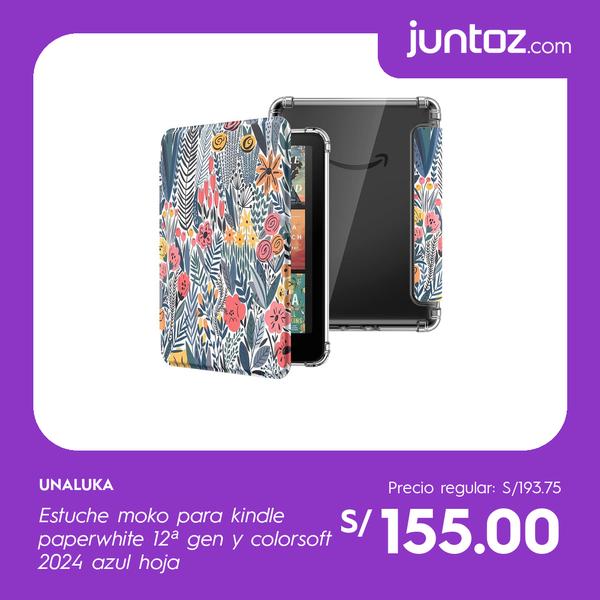 juntoz.com
UNALUKA
Estuche moko para kindle
paperwhite 12ª gen y colorsoft
2024 azul hoja
Precio regular: S/193.75
S/155.00